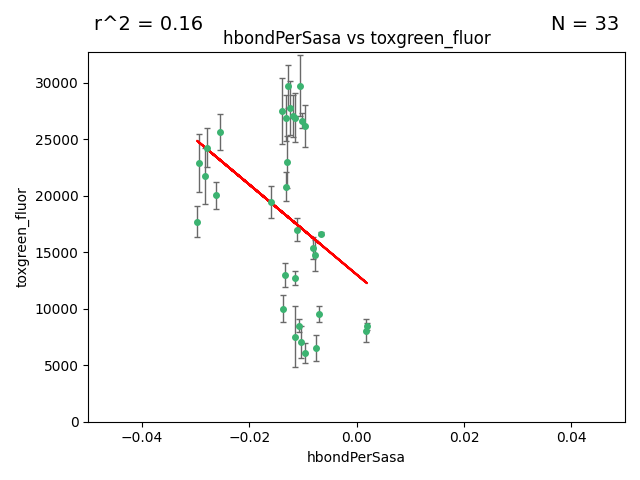 r^2 = 0.16
N = 33
hbondPerSasa vs toxgreen_fluor
30000
25000
20000
15000
10000
5000
0
toxgreen_fluor
−0.04
−0.02
0.00
0.02
0.04
hbondPerSasa